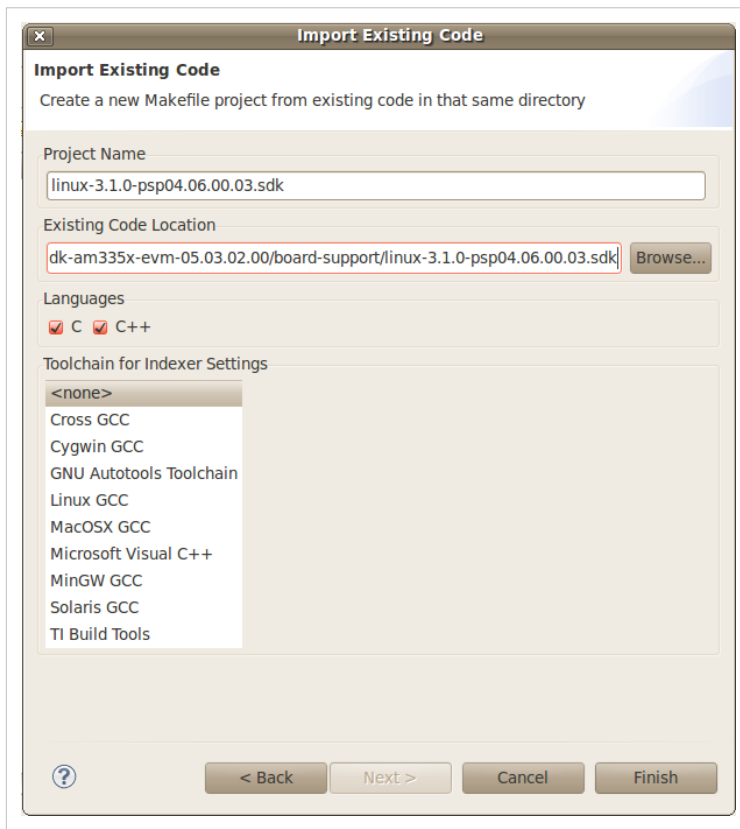 Import Existing Code
Import Existing Code
Create a new Makefile project from existing code in that same directory
Project Name
linux-3.1.0-psp04.06.00.03.sdk
Existing Code Location
dk-am335x-evm-05.03.02.00/board-support/linux-3.1.0-psp04.06.00.03.sdk Browse...
Languages
C C++
Toolchain for Indexer Settings
<none>
Cross GCC
Cygwin GCC
GNU Autotools Toolchain
Linux GCC
MacOSX GCC
Microsoft Visual C++
MinGW GCC
Solaris GCC
TI Build Tools
? < Back Next > Cancel Finish